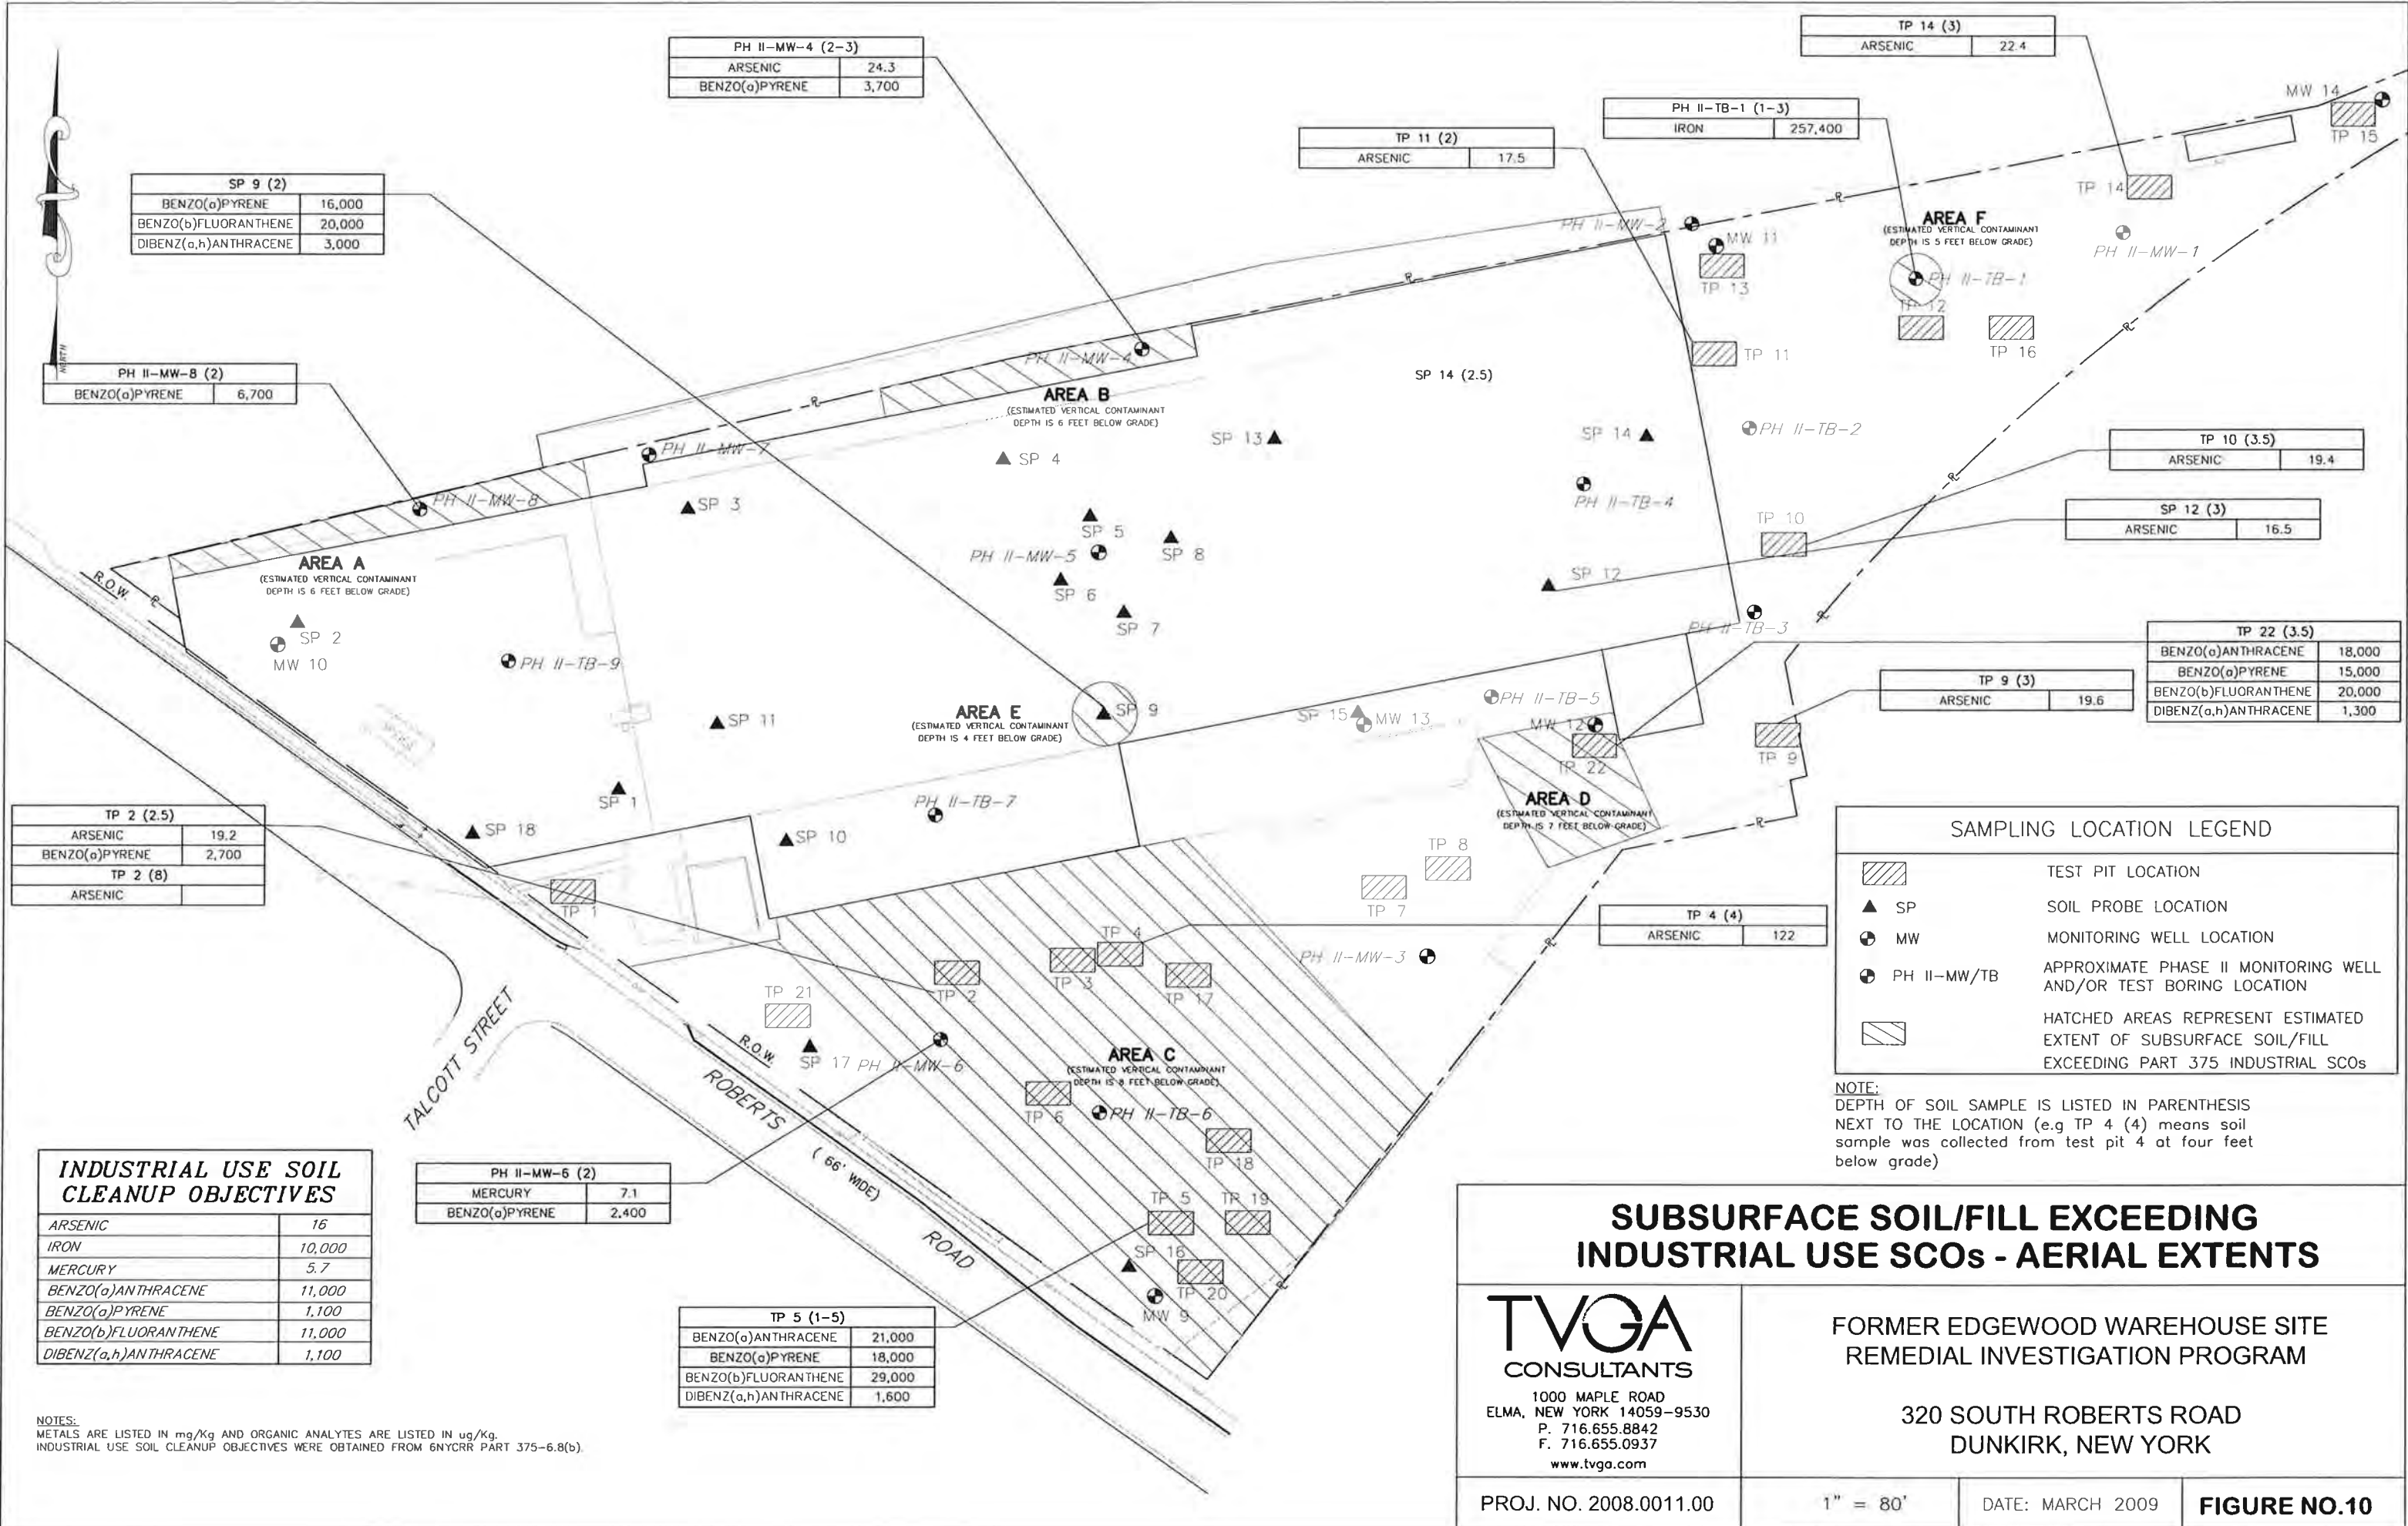 PH II-MW-4 (2-3)
ARSENIC 24.3
BENZO(a)PYRENE 3,700
TP 14 (3)
ARSENIC 22.4
PH II-TB-1 (1-3)
IRON 257,400
TP 11 (2)
ARSENIC 17.5
SP 9 (2)
BENZO(a)PYRENE 16,000
BENZO(b)FLUORANTHENE 20,000
DIBENZ(a,h)ANTHRACENE 3,000
NORTH
PH II-MW-8 (2)
BENZO(a)PYRENE 6,700
MW 14
TP 15
TP 14
PH II-MW-1
AREA F
(ESTIMATED VERTICAL CONTAMINANT
DEPTH IS 5 FEET BELOW GRADE)
PH II-TB-1
TP 12
TP 16
PH II-MW-2
MW 11
TP 13
TP 11
SP 14 (2.5)
PH II-MW-4
AREA B
(ESTIMATED VERTICAL CONTAMINANT
DEPTH IS 6 FEET BELOW GRADE)
SP 13
SP 14
PH II-TB-2
PH II-TB-4
SP 4
PH II-MW-7
PH II-MW-8
SP 3
SP 5
PH II-MW-5
SP 8
SP 6
SP 7
SP 12
TP 10
TP 10 (3.5)
ARSENIC 19.4
SP 12 (3)
ARSENIC 16.5
AREA A
(ESTIMATED VERTICAL CONTAMINANT
DEPTH IS 6 FEET BELOW GRADE)
R.O.W.
SP 2
MW 10
PH II-TB-9
PH II-TB-3
TP 22 (3.5)
BENZO(a)ANTHRACENE 18,000
BENZO(a)PYRENE 15,000
BENZO(b)FLUORANTHENE 20,000
DIBENZ(a,h)ANTHRACENE 1,300
TP 9 (3)
ARSENIC 19.6
SP 11
AREA E
(ESTIMATED VERTICAL CONTAMINANT
DEPTH IS 4 FEET BELOW GRADE)
SP 9
SP 15
MW 13
PH II-TB-5
MW 12
TP 22
TP 9
AREA D
(ESTIMATED VERTICAL CONTAMINANT
DEPTH IS 7 FEET BELOW GRADE)
SP 1
SP 18
PH II-TB-7
SP 10
TP 2 (2.5)
ARSENIC 19.2
BENZO(a)PYRENE 2,700
TP 2 (8)
ARSENIC
TP 1
TP 8
TP 7
TP 4 (4)
ARSENIC 122
TP 4
TP 3
TP 2
TP 17
PH II-MW-3
TP 21
SP 17
PH II-MW-6
R.O.W.
AREA C
(ESTIMATED VERTICAL CONTAMINANT
DEPTH IS 8 FEET BELOW GRADE)
TP 6
PH II-TB-6
TP 18
TP 5
TP 19
SP 16
TP 20
MW 9
TALCOTT STREET
ROBERTS
( 66' WIDE)
ROAD
PH II-MW-6 (2)
MERCURY 7.1
BENZO(a)PYRENE 2,400
TP 5 (1-5)
BENZO(a)ANTHRACENE 21,000
BENZO(a)PYRENE 18,000
BENZO(b)FLUORANTHENE 29,000
DIBENZ(a,h)ANTHRACENE 1,600
INDUSTRIAL USE SOIL
CLEANUP OBJECTIVES
ARSENIC 16
IRON 10,000
MERCURY 5.7
BENZO(a)ANTHRACENE 11,000
BENZO(a)PYRENE 1,100
BENZO(b)FLUORANTHENE 11,000
DIBENZ(a,h)ANTHRACENE 1,100
NOTES:
METALS ARE LISTED IN mg/Kg AND ORGANIC ANALYTES ARE LISTED IN ug/Kg.
INDUSTRIAL USE SOIL CLEANUP OBJECTIVES WERE OBTAINED FROM 6NYCRR PART 375-6.8(b).
SAMPLING LOCATION LEGEND
TEST PIT LOCATION
SP SOIL PROBE LOCATION
MW MONITORING WELL LOCATION
PH II-MW/TB APPROXIMATE PHASE II MONITORING WELL
AND/OR TEST BORING LOCATION
HATCHED AREAS REPRESENT ESTIMATED
EXTENT OF SUBSURFACE SOIL/FILL
EXCEEDING PART 375 INDUSTRIAL SCOs
NOTE:
DEPTH OF SOIL SAMPLE IS LISTED IN PARENTHESIS
NEXT TO THE LOCATION (e.g TP 4 (4) means soil
sample was collected from test pit 4 at four feet
below grade)
SUBSURFACE SOIL/FILL EXCEEDING
INDUSTRIAL USE SCOs - AERIAL EXTENTS
TVGA
CONSULTANTS
1000 MAPLE ROAD
ELMA, NEW YORK 14059-9530
P. 716.655.8842
F. 716.655.0937
www.tvga.com
FORMER EDGEWOOD WAREHOUSE SITE
REMEDIAL INVESTIGATION PROGRAM
320 SOUTH ROBERTS ROAD
DUNKIRK, NEW YORK
PROJ. NO. 2008.0011.00
1" = 80'
DATE: MARCH 2009
FIGURE NO.10